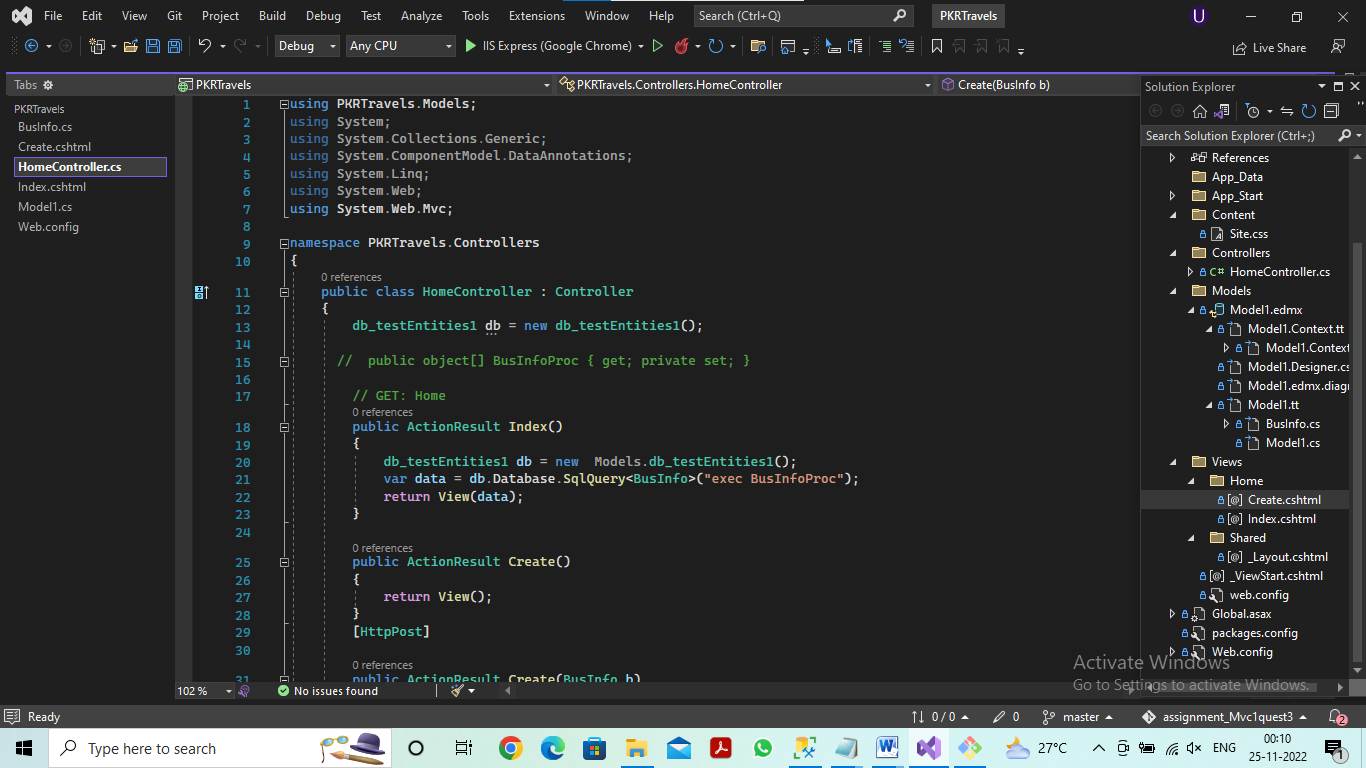 File Edit View Git Project Build Debug Test Analyze Tools Extensions Window Help Search (Ctrl+Q) PKRTravels U
Debug Any CPU IIS Express (Google Chrome) Live Share
Tabs
PKRTravels
BusInfo.cs
Create.cshtml
HomeController.cs
Index.cshtml
Model1.cs
Web.config
PKRTravels PKRTravels.Controllers.HomeController Create(BusInfo b)
1 using PKRTravels.Models;
2 using System;
3 using System.Collections.Generic;
4 using System.ComponentModel.DataAnnotations;
5 using System.Linq;
6 using System.Web;
7 using System.Web.Mvc;
8
9 namespace PKRTravels.Controllers
10 {
0 references
11 public class HomeController : Controller
12 {
13 db_testEntities1 db = new db_testEntities1();
14
15 // public object[] BusInfoProc { get; private set; }
16
17 // GET: Home
0 references
18 public ActionResult Index()
19 {
20 db_testEntities1 db = new Models.db_testEntities1();
21 var data = db.Database.SqlQuery<BusInfo>("exec BusInfoProc");
22 return View(data);
23 }
24
0 references
25 public ActionResult Create()
26 {
27 return View();
28 }
29 [HttpPost]
30
0 references
31 public ActionResult Create(BusInfo b)
102 % No issues found
Solution Explorer
Search Solution Explorer (Ctrl+;)
References
App_Data
App_Start
Content
Site.css
Controllers
C# HomeController.cs
Models
Model1.edmx
Model1.Context.tt
Model1.Context
Model1.Designer.cs
Model1.edmx.diag
Model1.tt
BusInfo.cs
Model1.cs
Views
Home
[@] Create.cshtml
[@] Index.cshtml
Shared
[@] _Layout.cshtml
[@] _ViewStart.cshtml
web.config
Global.asax
packages.config
Web.config
Activate Windows
Go to Settings to activate Windows.
Ready 0 / 0 0 master assignment_Mvc1quest3 2
Type here to search 27°C ENG 00:10
25-11-2022 1